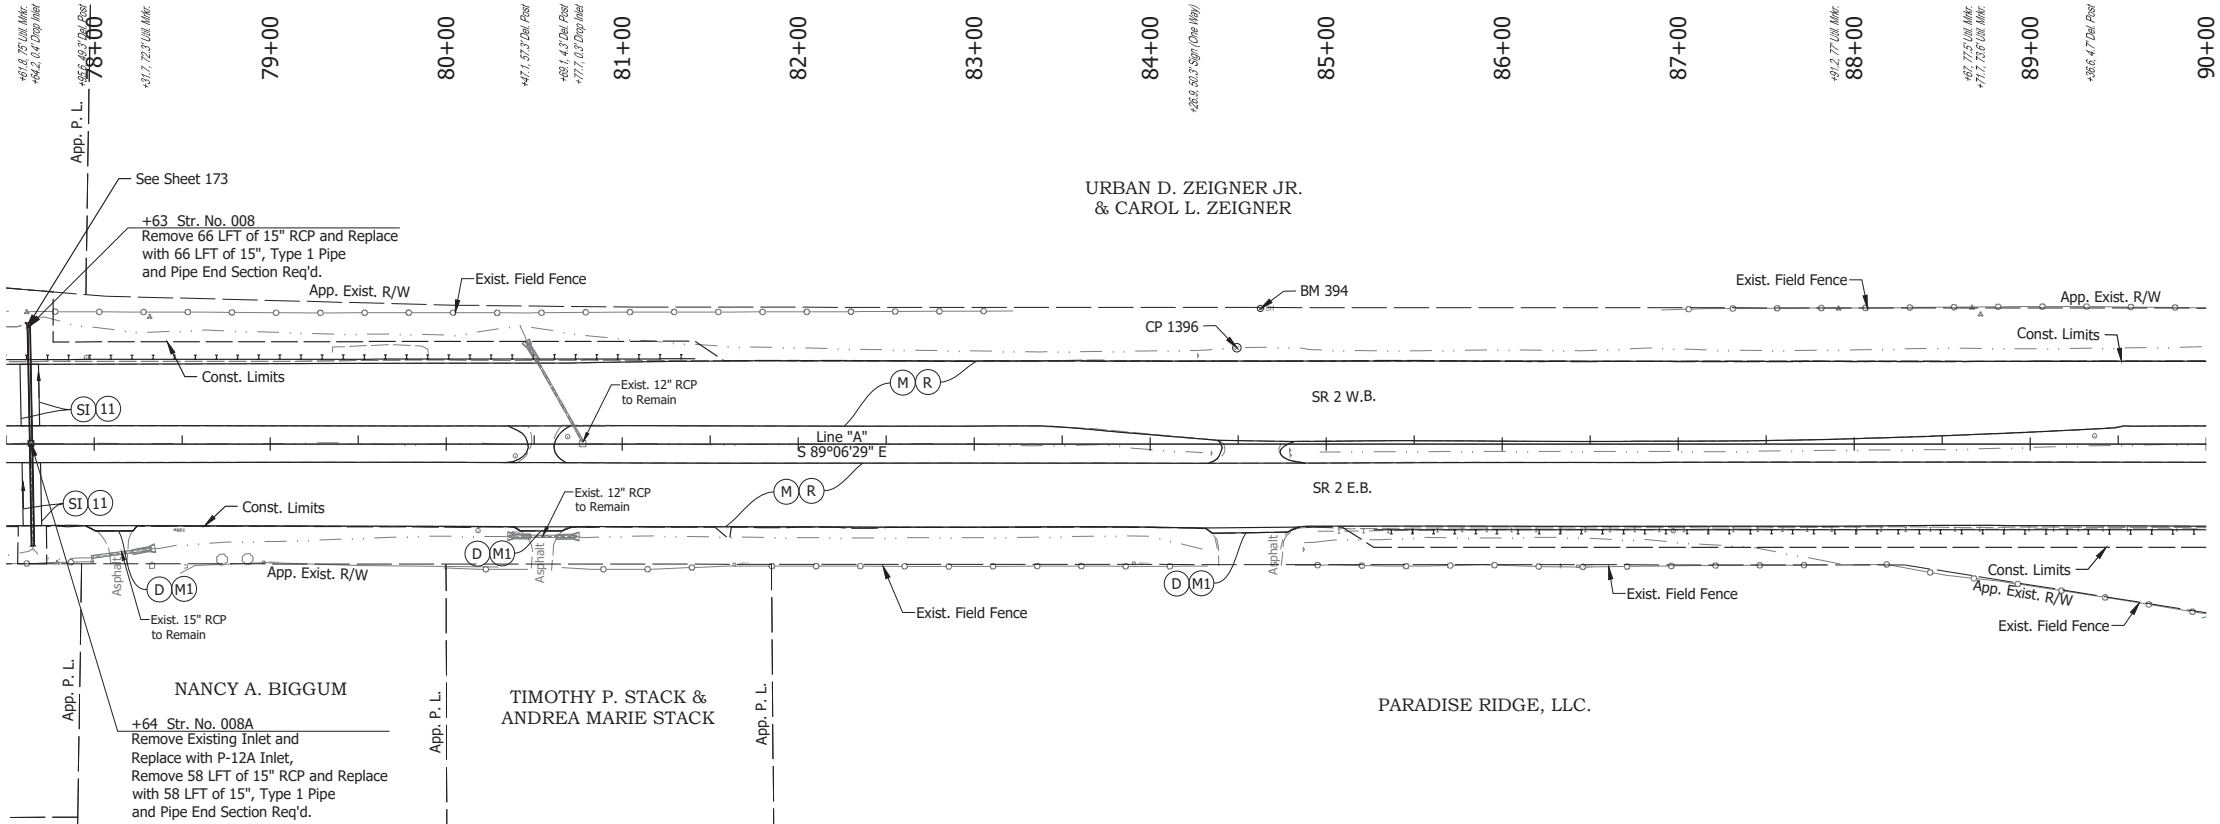 +61.8, 75' Util. Mrkr.
+64.2, 0.4' Drop Inlet
+95.6, 49.3' Del. Post
78+00
+31.7, 72.3' Util. Mrkr.
79+00
80+00
+47.1, 57.3' Del. Post
+69.1, 4.3' Del. Post
+77.7, 0.3' Drop Inlet
81+00
82+00
83+00
84+00
+26.9, 50.3' Sign (One Way)
85+00
86+00
87+00
+91.2, 77' Util. Mrkr.
88+00
+67, 77.5' Util. Mrkr.
+71.7, 73.6' Util. Mrkr.
89+00
+36.6, 4.7' Del. Post
90+00
App. P. L.
See Sheet 173
URBAN D. ZEIGNER JR.
& CAROL L. ZEIGNER
+63 Str. No. 008
Remove 66 LFT of 15" RCP and Replace
with 66 LFT of 15", Type 1 Pipe
and Pipe End Section Req'd.
App. Exist. R/W
Exist. Field Fence
BM 394
Exist. Field Fence
App. Exist. R/W
CP 1396
Const. Limits
Const. Limits
SI 11
Exist. 12" RCP
to Remain
M R
SR 2 W.B.
Line "A"
S 89°06'29" E
SI 11
Const. Limits
Exist. 12" RCP
to Remain
M R
SR 2 E.B.
D M1
Asphalt
Asphalt
Asphalt
App. Exist. R/W
D M1
D M1
Const. Limits
Exist. 15" RCP
to Remain
Exist. Field Fence
Exist. Field Fence
App. Exist. R/W
Exist. Field Fence
App. P. L.
NANCY A. BIGGUM
App. P. L.
TIMOTHY P. STACK &
ANDREA MARIE STACK
App. P. L.
PARADISE RIDGE, LLC.
+64 Str. No. 008A
Remove Existing Inlet and
Replace with P-12A Inlet,
Remove 58 LFT of 15" RCP and Replace
with 58 LFT of 15", Type 1 Pipe
and Pipe End Section Req'd.